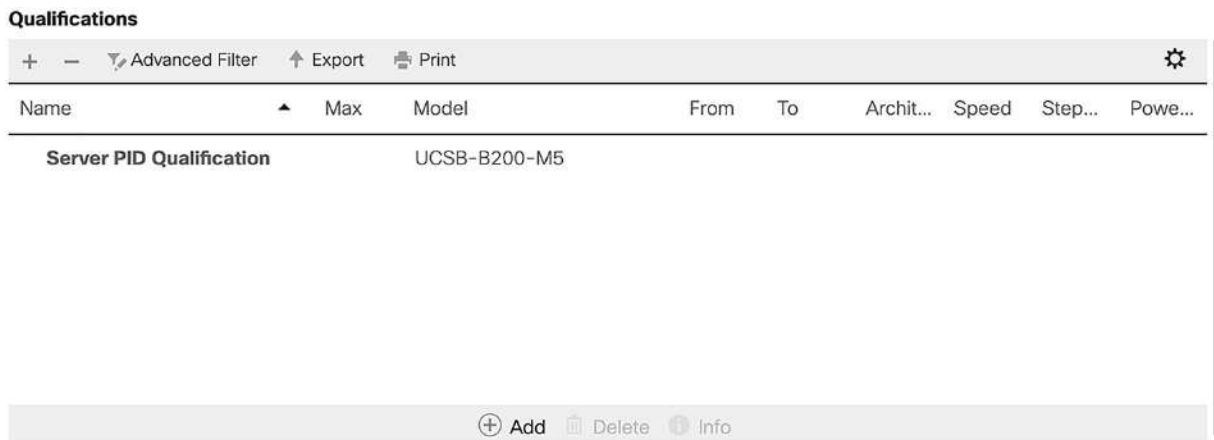 Qualifications
+ − Advanced Filter Export Print
Name Max Model From To Archit... Speed Step... Powe...
Server PID Qualification UCSB-B200-M5
Add Delete Info